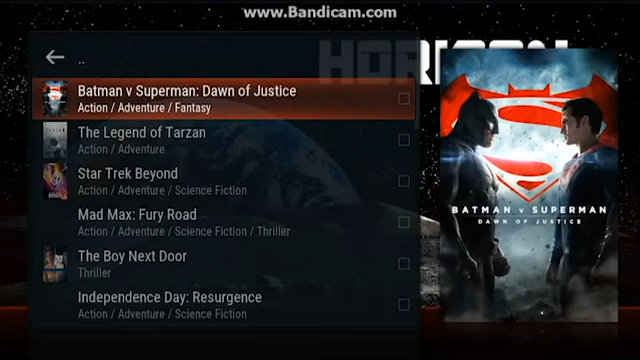 www.Bandicam.com
HORIZON
..
Batman v Superman: Dawn of Justice
Action / Adventure / Fantasy
The Legend of Tarzan
Action / Adventure
Star Trek Beyond
Action / Adventure / Science Fiction
Mad Max: Fury Road
Action / Adventure / Science Fiction / Thriller
The Boy Next Door
Thriller
Independence Day: Resurgence
Action / Adventure / Science Fiction
BATMAN V SUPERMAN
DAWN OF JUSTICE